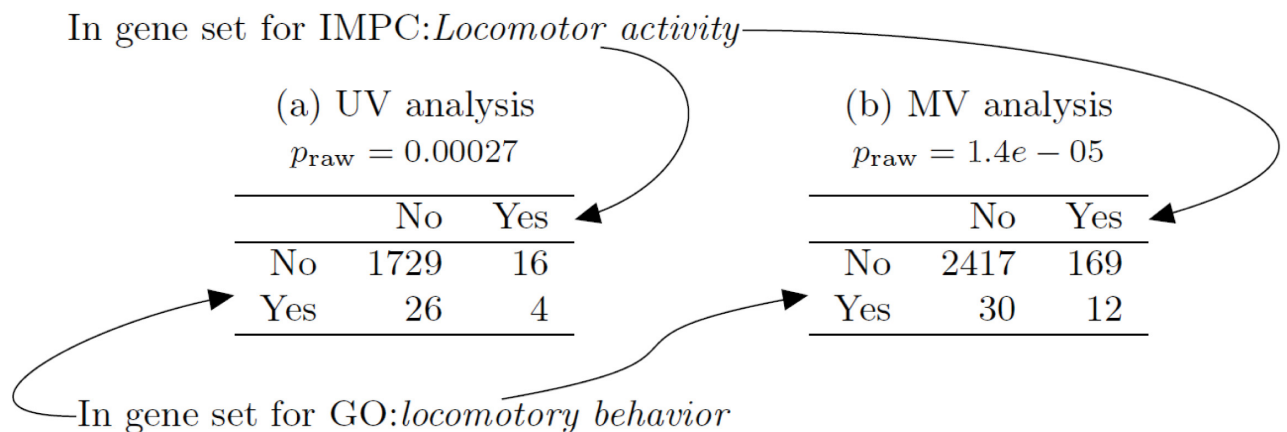 In gene set for IMPC:Locomotor activity
(a) UV analysis
p_raw = 0.00027
No Yes
No 1729 16
Yes 26 4
(b) MV analysis
p_raw = 1.4e − 05
No Yes
No 2417 169
Yes 30 12
In gene set for GO:locomotory behavior